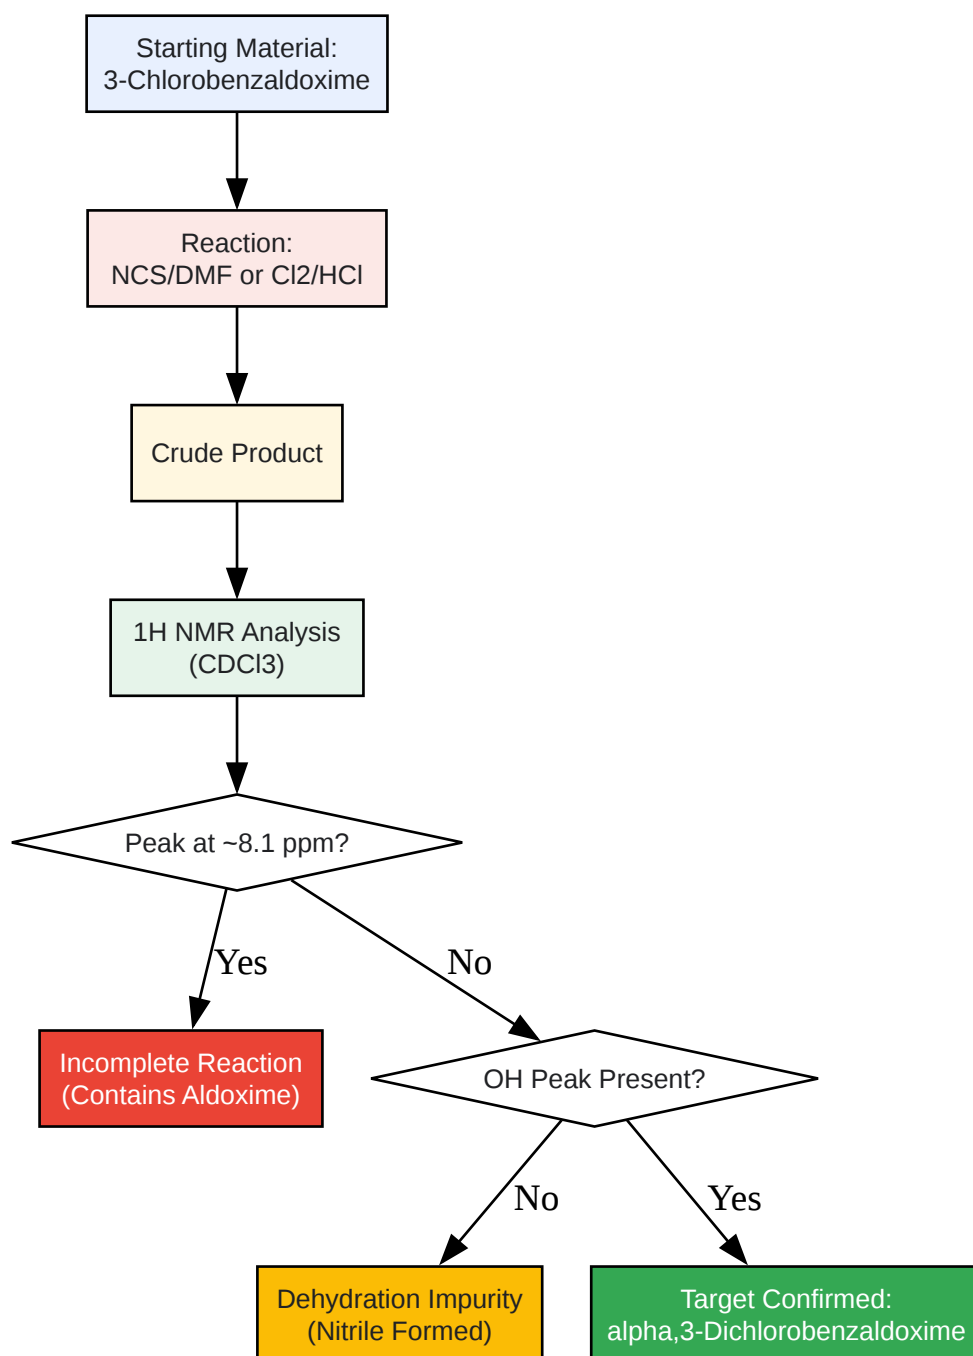 Starting Material:
3-Chlorobenzaldoxime
Reaction:
NCS/DMF or Cl2/HCl
Crude Product
1H NMR Analysis
(CDCl3)
Peak at ~8.1 ppm?
Yes
No
Incomplete Reaction
(Contains Aldoxime)
OH Peak Present?
No
Yes
Dehydration Impurity
(Nitrile Formed)
Target Confirmed:
alpha,3-Dichlorobenzaldoxime